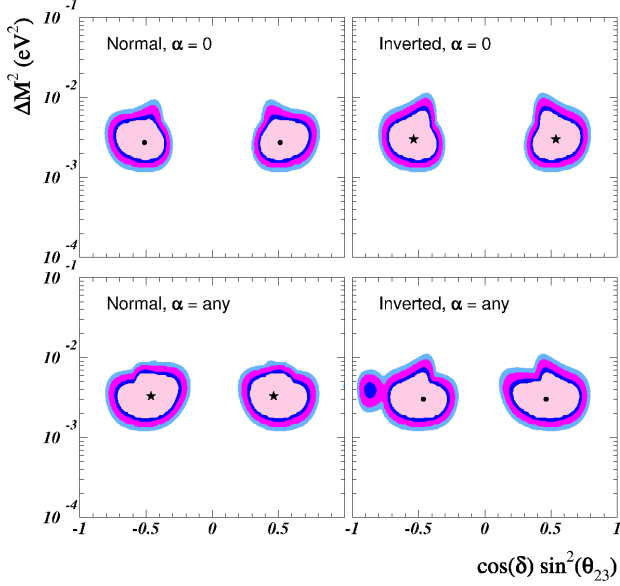 ΔM² (eV²)
10⁻¹
Normal, α = 0
Inverted, α = 0
10⁻²
10⁻³
10⁻⁴
10⁻¹
Normal, α = any
Inverted, α = any
10⁻²
10⁻³
10⁻⁴
-1 -0.5 0 0.5 -0.5 0 0.5 1
cos(δ) sin²(θ₂₃)